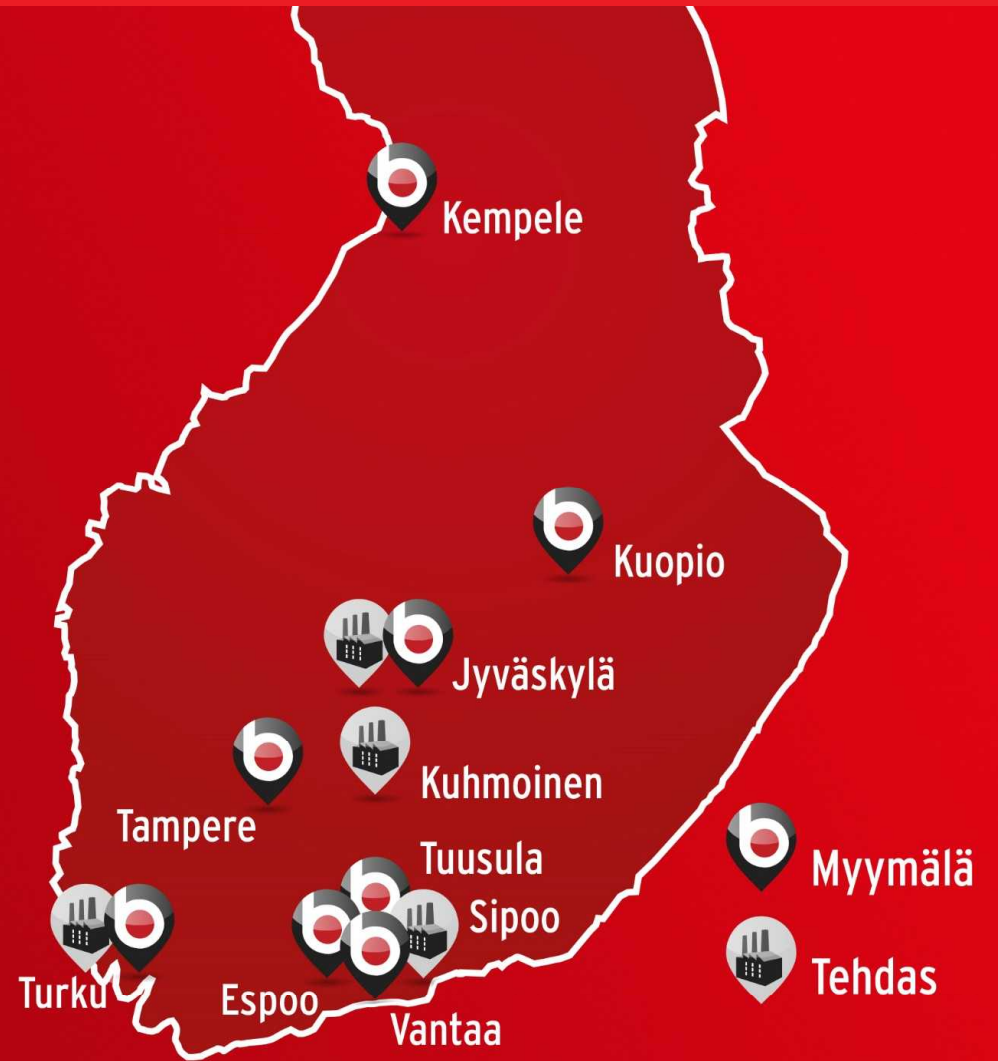 Kempele
Kuopio
Jyväskylä
Kuhmoinen
Tampere
Tuusula
Sipoo
Turku
Espoo
Vantaa
b Myymälä
Tehdas